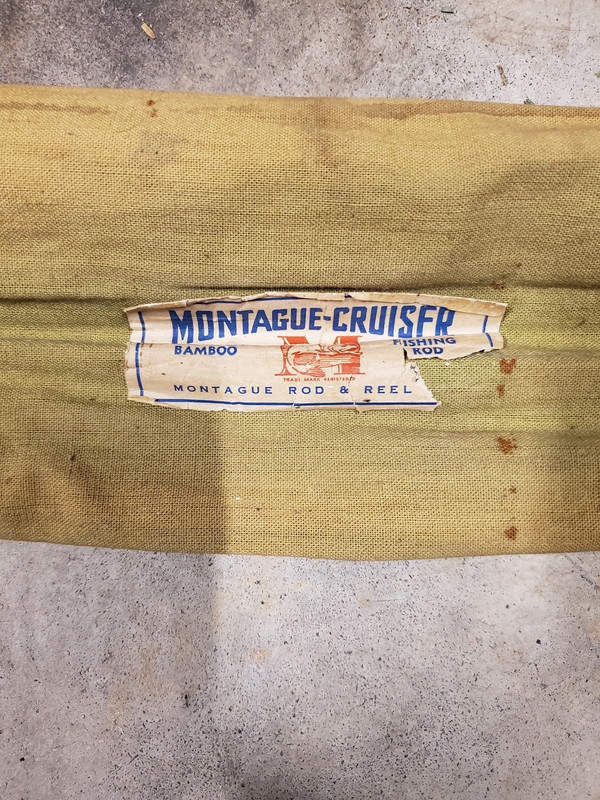 MONTAGUE-CRUISER
BAMBOO M FISHING
ROD
TRADE MARK REGISTERED
MONTAGUE ROD & REEL